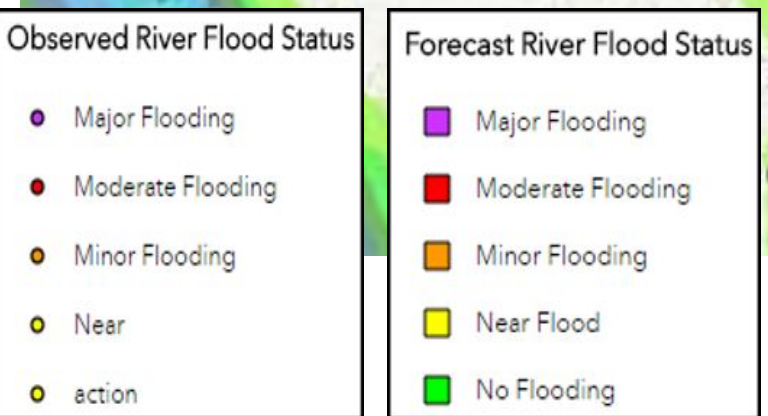 Observed River Flood Status
Major Flooding
Moderate Flooding
Minor Flooding
Near
action
Forecast River Flood Status
Major Flooding
Moderate Flooding
Minor Flooding
Near Flood
No Flooding